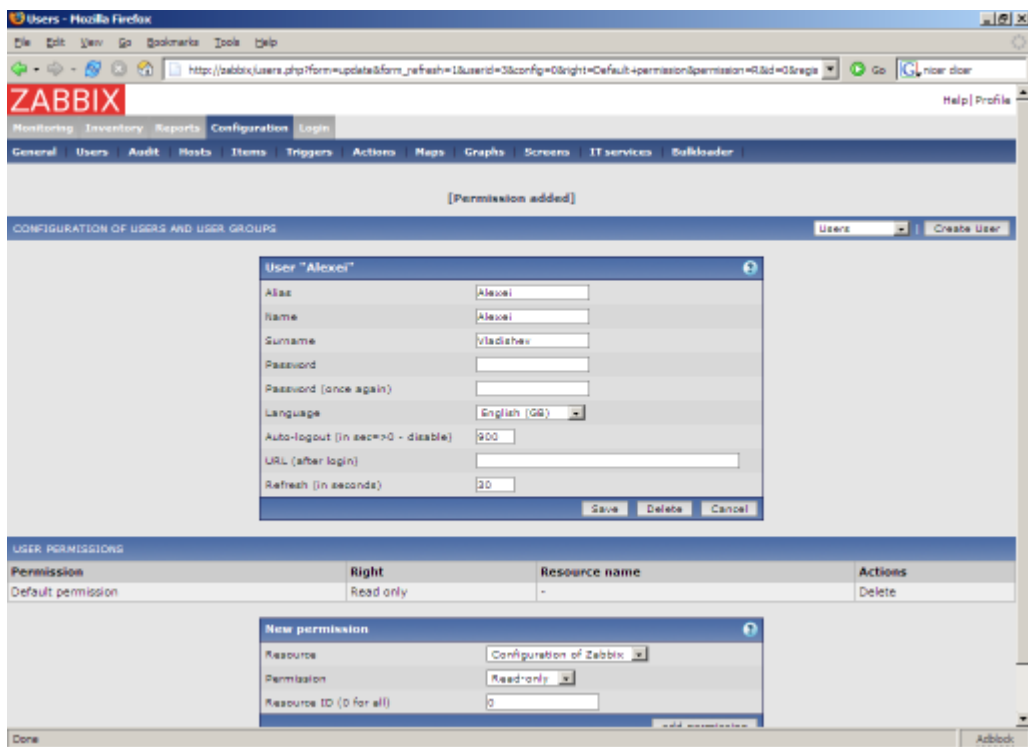 Users - Mozilla Firefox
File Edit View Go Bookmarks Tools Help
http://zabbix/users.php?form=update&form_refresh=1&userid=3&config=0&right=Default+permission&permission=R&id=0&regis Go
ZABBIX
Help | Profile
Monitoring Inventory Reports Configuration Login
General | Users | Audit | Hosts | Items | Triggers | Actions | Maps | Graphs | Screens | IT services | Bulkloader |
[Permission added]
CONFIGURATION OF USERS AND USER GROUPS Users | Create User
User "Alexei"
Alias Alexei
Name Alexei
Surname Vladishev
Password
Password (once again)
Language English (GB)
Auto-logout (in sec=>0 - disable) 900
URL (after login)
Refresh (in seconds) 30
Save Delete Cancel
USER PERMISSIONS
Permission Right Resource name Actions
Default permission Read only - Delete
New permission
Resource Configuration of Zabbix
Permission Read-only
Resource ID (0 for all) 0
add permission
Done Adblock